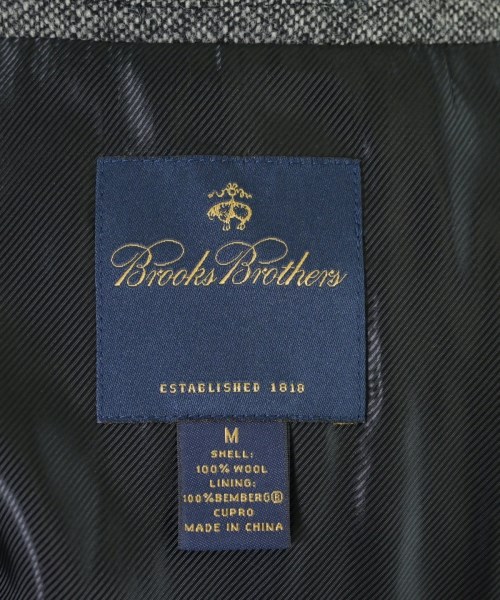 Brooks Brothers
ESTABLISHED 1818
M
SHELL:
100% WOOL
LINING:
100%BEMBERG®
CUPRO
MADE IN CHINA